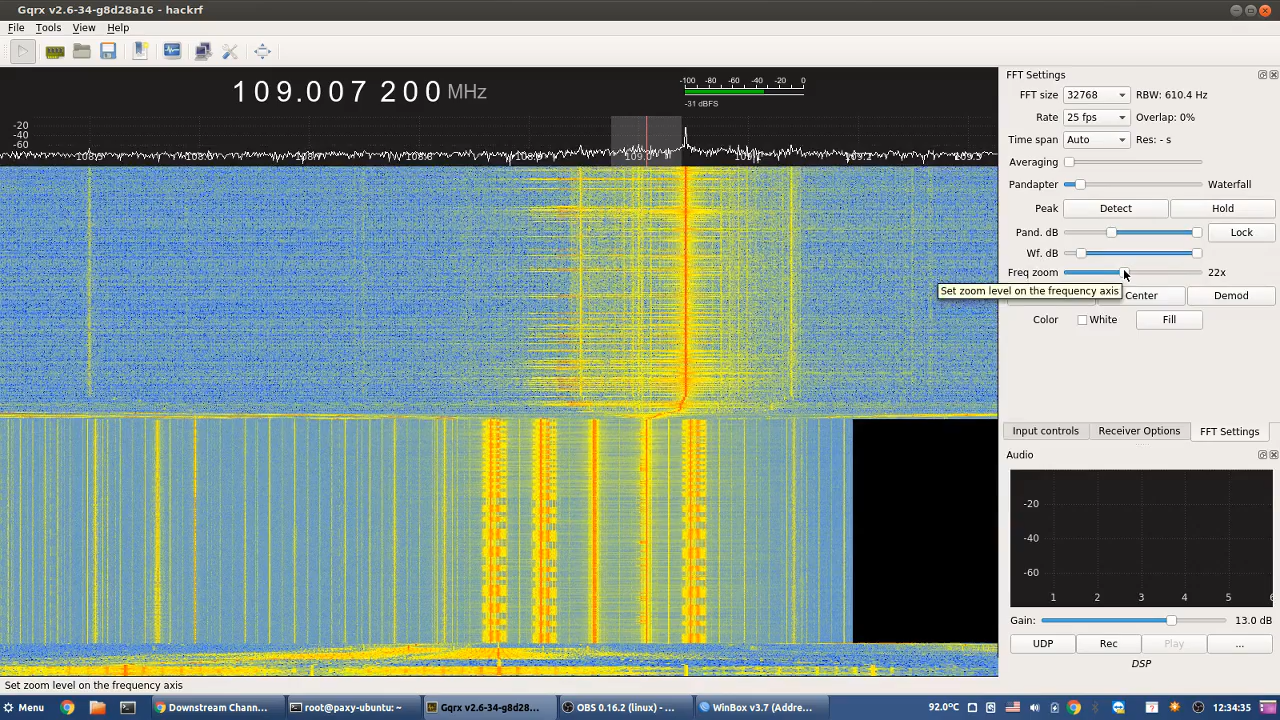 Gqrx v2.6-34-g8d28a16 - hackrf
File Tools View Help
109.007 200 MHz
-100 -80 -60 -40 -20 0
-31 dBFS
-20
-40
-60
FFT Settings
FFT size 32768 RBW: 610.4 Hz
Rate 25 fps Overlap: 0%
Time span Auto Res: - s
Averaging
Pandapter Waterfall
Peak Detect Hold
Pand. dB Lock
Wf. dB
Freq zoom 22x
Set zoom level on the frequency axis
Center Demod
Color White Fill
Input controls Receiver Options FFT Settings
Audio
-20
-40
-60
1 2 3 4 5
Gain: 13.0 dB
UDP Rec Play ...
DSP
Set zoom level on the frequency axis
Menu Downstream Chann... root@paxy-ubuntu: ~ Gqrx v2.6-34-g8d28... OBS 0.16.2 (linux) - ... WinBox v3.7 (Addre... 92.0°C 12:34:35